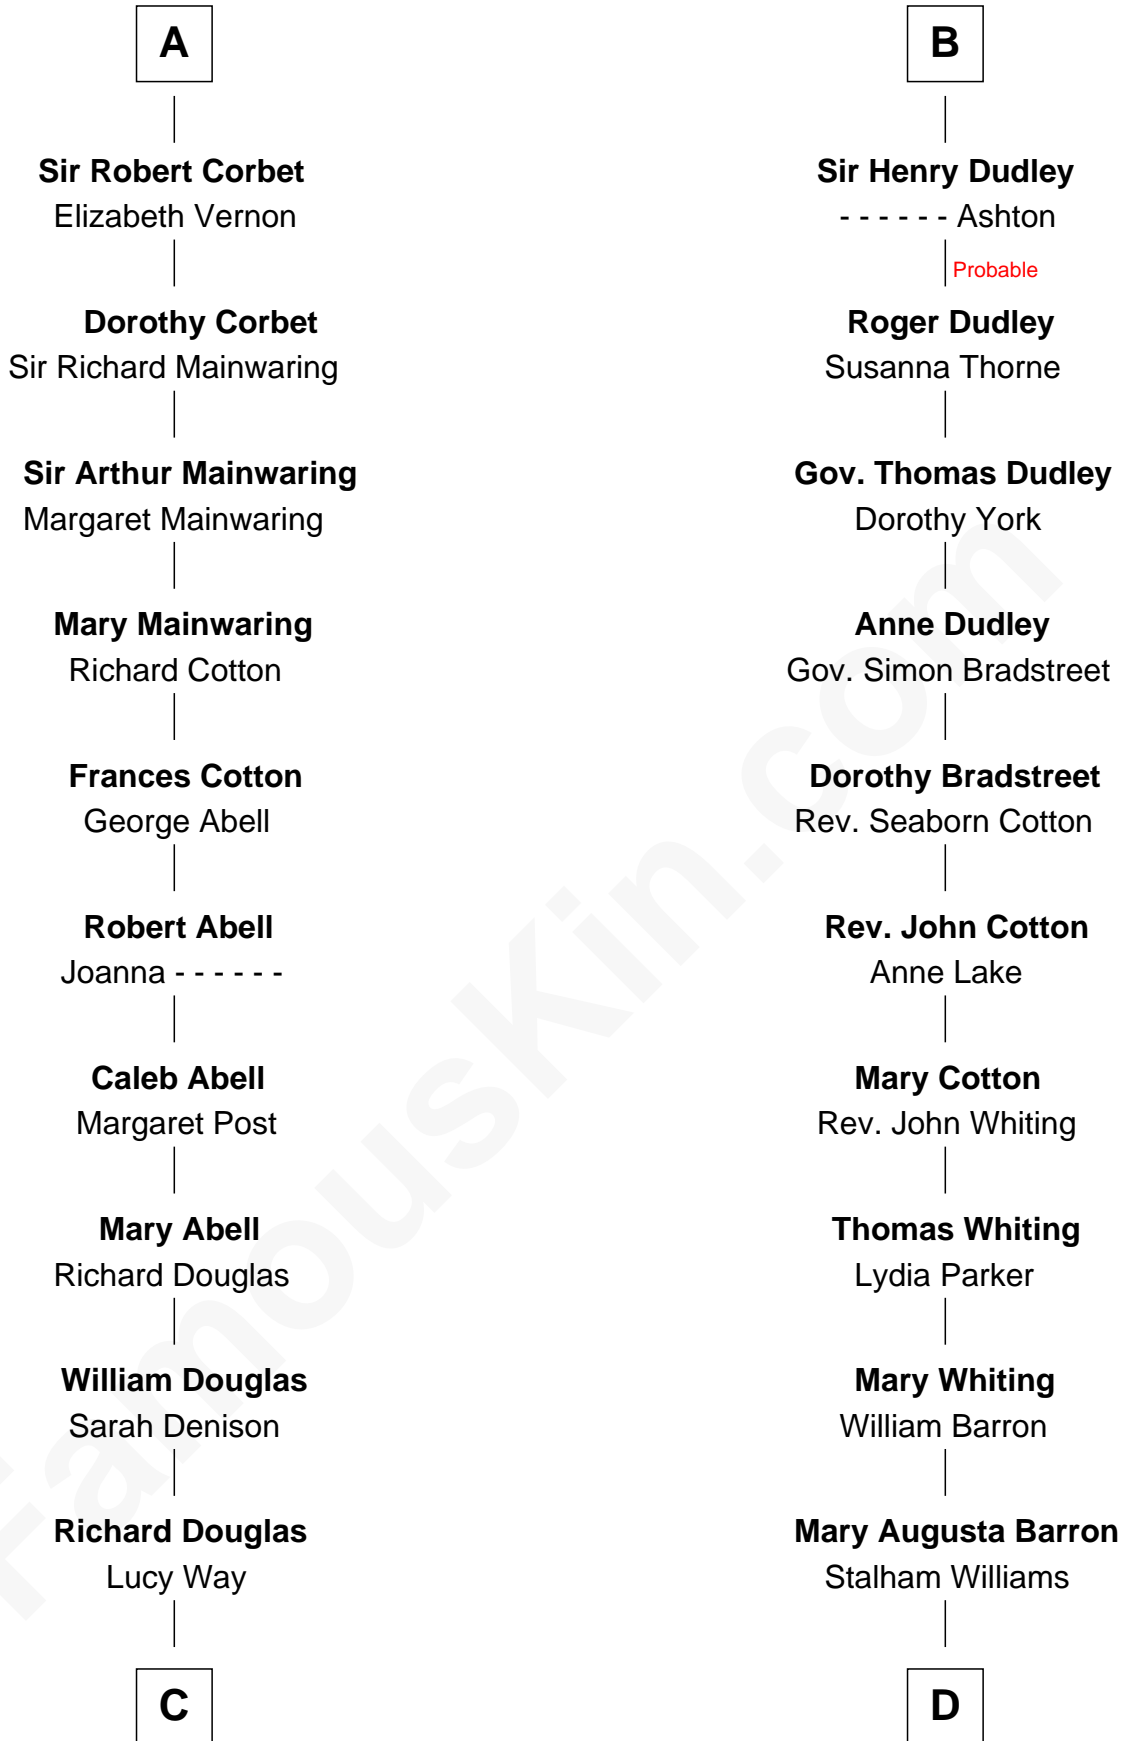 A
Sir Robert Corbet
Elizabeth Vernon
Dorothy Corbet
Sir Richard Mainwaring
Sir Arthur Mainwaring
Margaret Mainwaring
Mary Mainwaring
Richard Cotton
Frances Cotton
George Abell
Robert Abell
Joanna - - - - - -
Caleb Abell
Margaret Post
Mary Abell
Richard Douglas
William Douglas
Sarah Denison
Richard Douglas
Lucy Way
C
B
Sir Henry Dudley
- - - - - - Ashton
Probable
Roger Dudley
Susanna Thorne
Gov. Thomas Dudley
Dorothy York
Anne Dudley
Gov. Simon Bradstreet
Dorothy Bradstreet
Rev. Seaborn Cotton
Rev. John Cotton
Anne Lake
Mary Cotton
Rev. John Whiting
Thomas Whiting
Lydia Parker
Mary Whiting
William Barron
Mary Augusta Barron
Stalham Williams
D
FamousKin.com